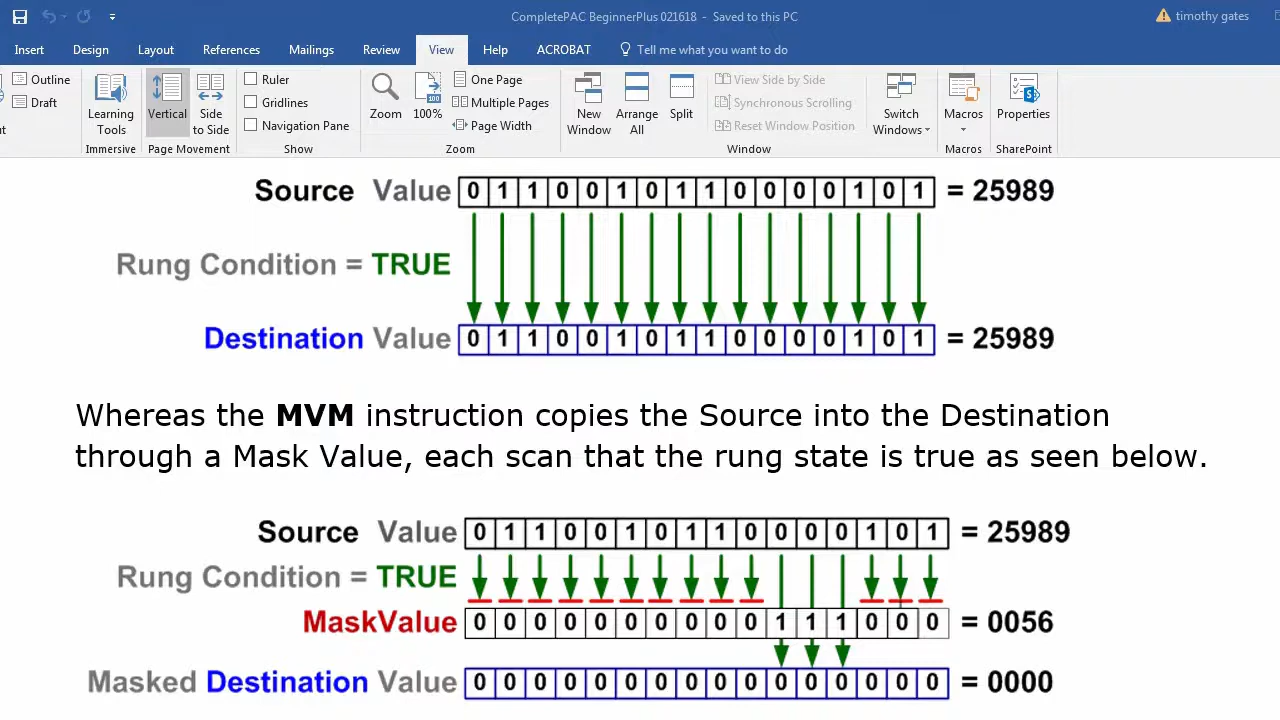 CompletePAC BeginnerPlus 021618 - Saved to this PC
timothy gates
Insert Design Layout References Mailings Review View Help ACROBAT Tell me what you want to do
Outline Ruler One Page View Side by Side
Draft Gridlines Multiple Pages Synchronous Scrolling
Navigation Pane Page Width Reset Window Position
Learning Tools Vertical Side to Side Zoom 100% New Window Arrange All Split Switch Windows Macros Properties
Immersive Page Movement Show Zoom Window Macros SharePoint
Source Value 0 1 1 0 0 1 0 1 1 0 0 0 0 1 0 1 = 25989
Rung Condition = TRUE
Destination Value 0 1 1 0 0 1 0 1 1 0 0 0 0 1 0 1 = 25989
Whereas the MVM instruction copies the Source into the Destination
through a Mask Value, each scan that the rung state is true as seen below.
Source Value 0 1 1 0 0 1 0 1 1 0 0 0 0 1 0 1 = 25989
Rung Condition = TRUE
MaskValue 0 0 0 0 0 0 0 0 0 0 1 1 1 0 0 0 = 0056
Masked Destination Value 0 0 0 0 0 0 0 0 0 0 0 0 0 0 0 0 = 0000